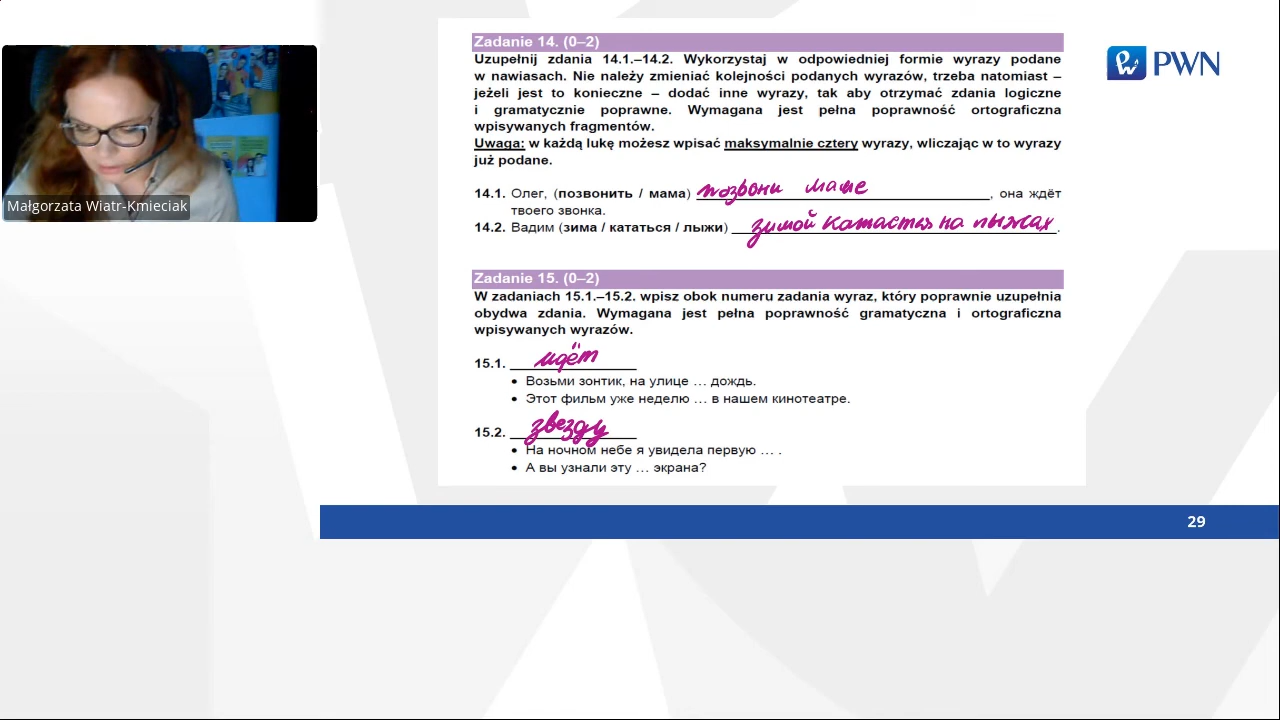 Zadanie 14. (0–2)
Uzupełnij zdania 14.1.–14.2. Wykorzystaj w odpowiedniej formie wyrazy podane
w nawiasach. Nie należy zmieniać kolejności podanych wyrazów, trzeba natomiast –
jeżeli jest to konieczne – dodać inne wyrazy, tak aby otrzymać zdania logiczne
i gramatycznie poprawne. Wymagana jest pełna poprawność ortograficzna
wpisywanych fragmentów.
Uwaga: w każdą lukę możesz wpisać maksymalnie cztery wyrazy, wliczając w to wyrazy
już podane.
14.1. Олег, (позвонить / мама) позвони маме, она ждёт
твоего звонка.
14.2. Вадим (зима / кататься / лыжи) зимой катается на лыжах.
Zadanie 15. (0–2)
W zadaniach 15.1.–15.2. wpisz obok numeru zadania wyraz, który poprawnie uzupełnia
obydwa zdania. Wymagana jest pełna poprawność gramatyczna i ortograficzna
wpisywanych wyrazów.
15.1. идёт
• Возьми зонтик, на улице … дождь.
• Этот фильм уже неделю … в нашем кинотеатре.
15.2. звезду
• На ночном небе я увидела первую … .
• А вы узнали эту … экрана?
PWN
Małgorzata Wiatr-Kmieciak
29